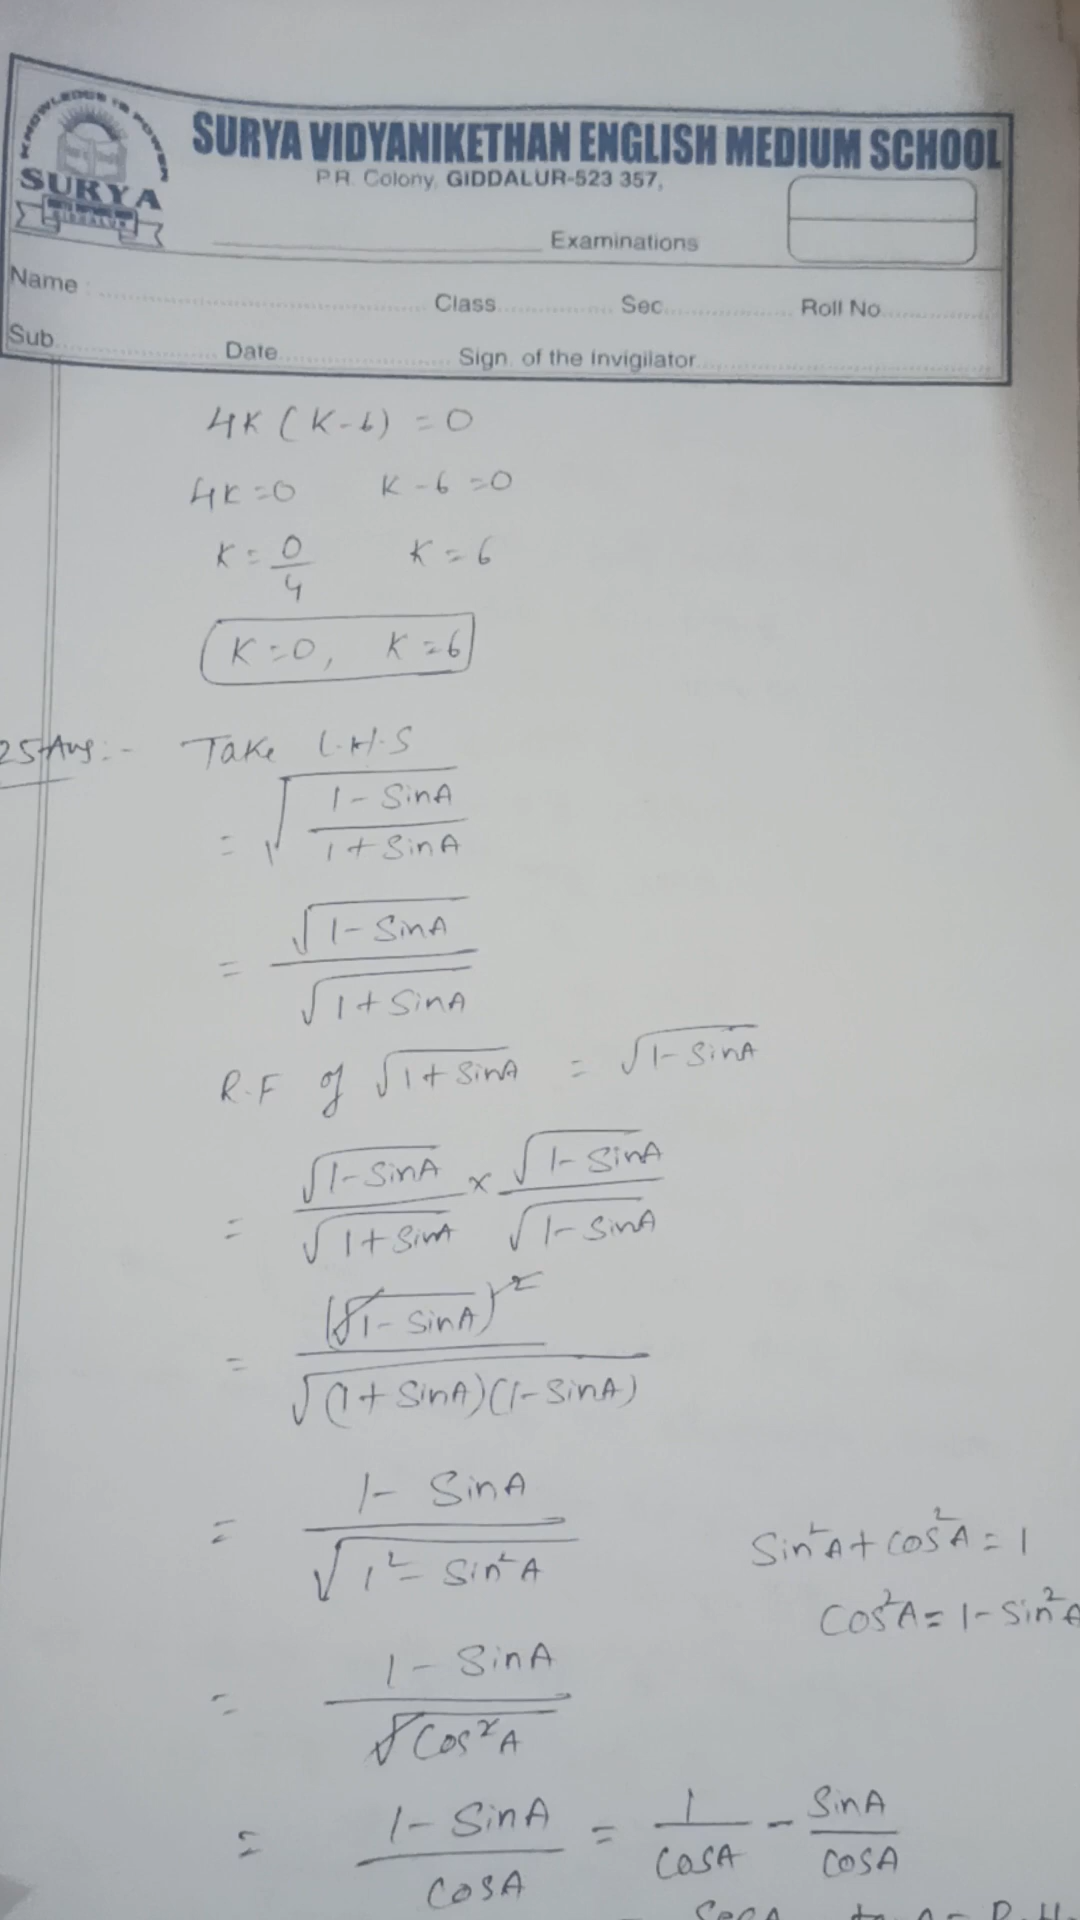 KNOWLEDGE IS POWER
SURYA
GIDDALUR
SURYA VIDYANIKETHAN ENGLISH MEDIUM SCHOOL
P.R. Colony, GIDDALUR-523 357,
Examinations
Name Class Sec Roll No
Sub Date Sign. of the Invigilator
4K (K-6) = 0
4K=0 K-6=0
K = 0/4 K = 6
K=0, K=6
25 Ans:- Take L.H.S
= √((1-SinA)/(1+SinA))
= √(1-SinA)/√(1+SinA)
R.F of √(1+SinA) = √(1-SinA)
= √(1-SinA)/√(1+SinA) × √(1-SinA)/√(1-SinA)
= (√(1-SinA))²/√((1+SinA)(1-SinA))
= (1-SinA)/√(1²-Sin²A) Sin²A+Cos²A=1
Cos²A=1-Sin²A
= (1-SinA)/√(Cos²A)
= (1-SinA)/CosA = 1/CosA - SinA/CosA